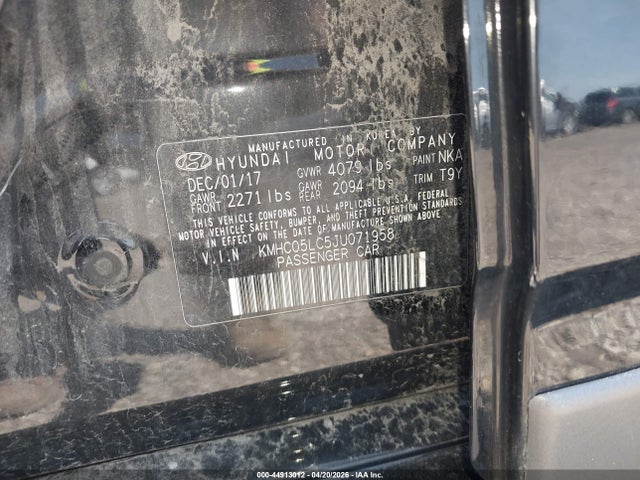 MANUFACTURED IN KOREA BY
HYUNDAI MOTOR COMPANY
DEC/01/17 GVWR 4079 lbs PAINT NKA
GAWR FRONT 2271 lbs GAWR REAR 2094 lbs TRIM T9Y
THIS VEHICLE CONFORMS TO ALL APPLICABLE U.S.A. FEDERAL
MOTOR VEHICLE SAFETY, BUMPER, AND THEFT PREVENTION
STANDARDS IN EFFECT ON THE DATE OF MANUFACTURE SHOWN ABOVE.
V.I.N KMHC05LC5JU071958
PASSENGER CAR
000-44913012 - 04/20/2026 - IAAI.COM